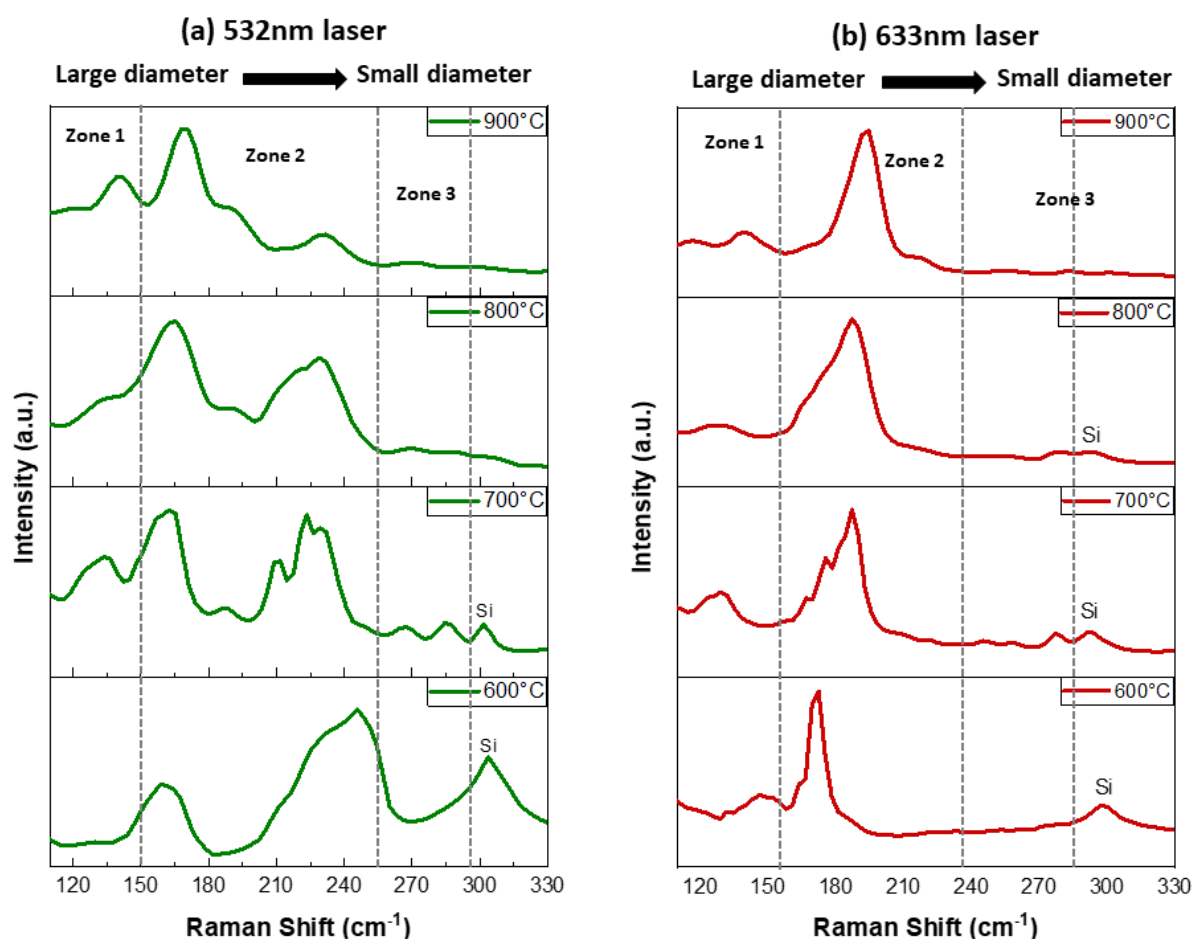 (a) 532nm laser
Large diameter Small diameter
Zone 1
Zone 2
Zone 3
900°C
800°C
700°C
Si
600°C
Si
Intensity (a.u.)
120 150 180 210 240 270 300 330
Raman Shift (cm-1)
(b) 633nm laser
Large diameter Small diameter
Zone 1
Zone 2
Zone 3
900°C
800°C
Si
700°C
Si
600°C
Si
Intensity (a.u.)
120 150 180 210 240 270 300 330
Raman Shift (cm-1)